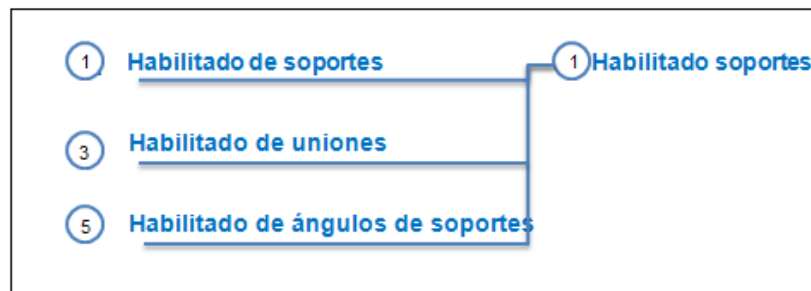 1 Habilitado de soportes 1 Habilitado soportes
3 Habilitado de uniones
5 Habilitado de ángulos de soportes